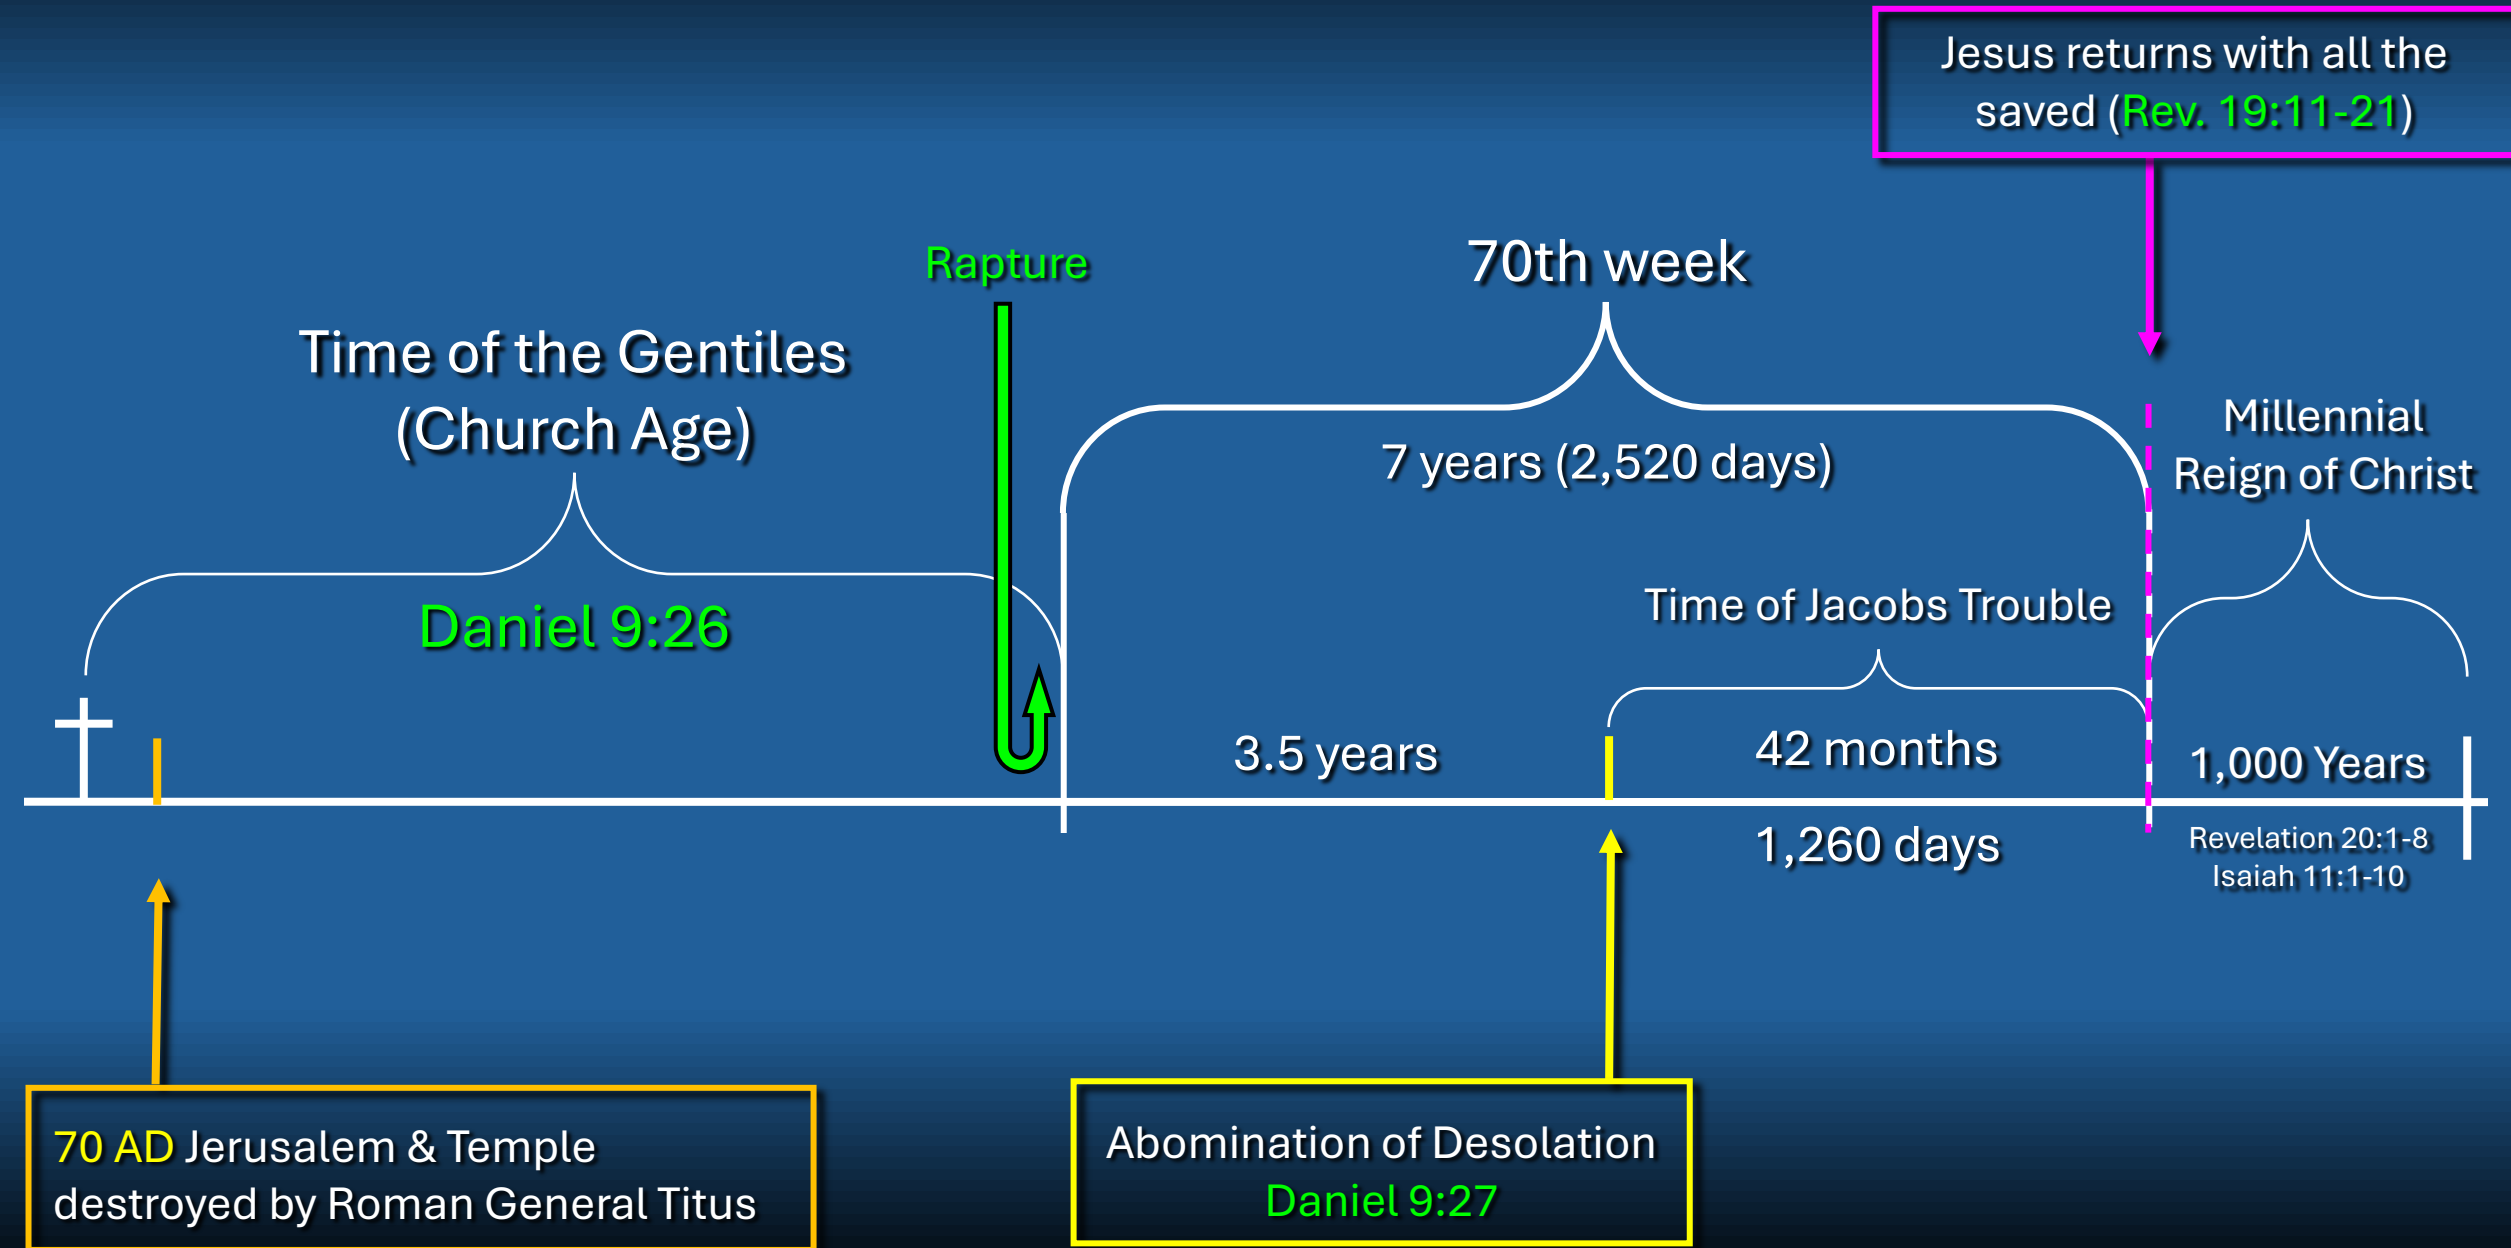 Jesus returns with all the
saved (Rev. 19:11-21)
Rapture
70th week
Time of the Gentiles
(Church Age)
7 years (2,520 days)
Millennial
Reign of Christ
Daniel 9:26
Time of Jacobs Trouble
3.5 years
42 months
1,000 Years
1,260 days
Revelation 20:1-8
Isaiah 11:1-10
70 AD Jerusalem & Temple
destroyed by Roman General Titus
Abomination of Desolation
Daniel 9:27